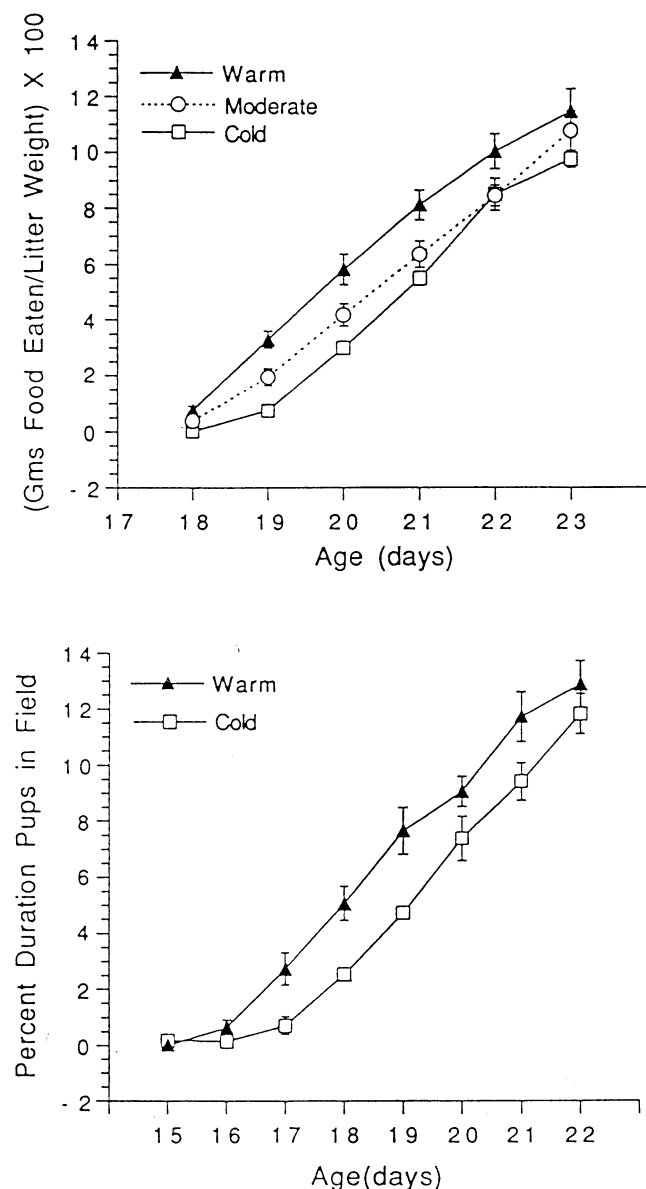 (Gms Food Eaten/Litter Weight) X 100
14
12
10
8
6
4
2
0
- 2
Warm
Moderate
Cold
17 18 19 20 21 22 23
Age (days)
Percent Duration Pups in Field
14
12
10
8
6
4
2
0
- 2
Warm
Cold
15 16 17 18 19 20 21 22
Age(days)